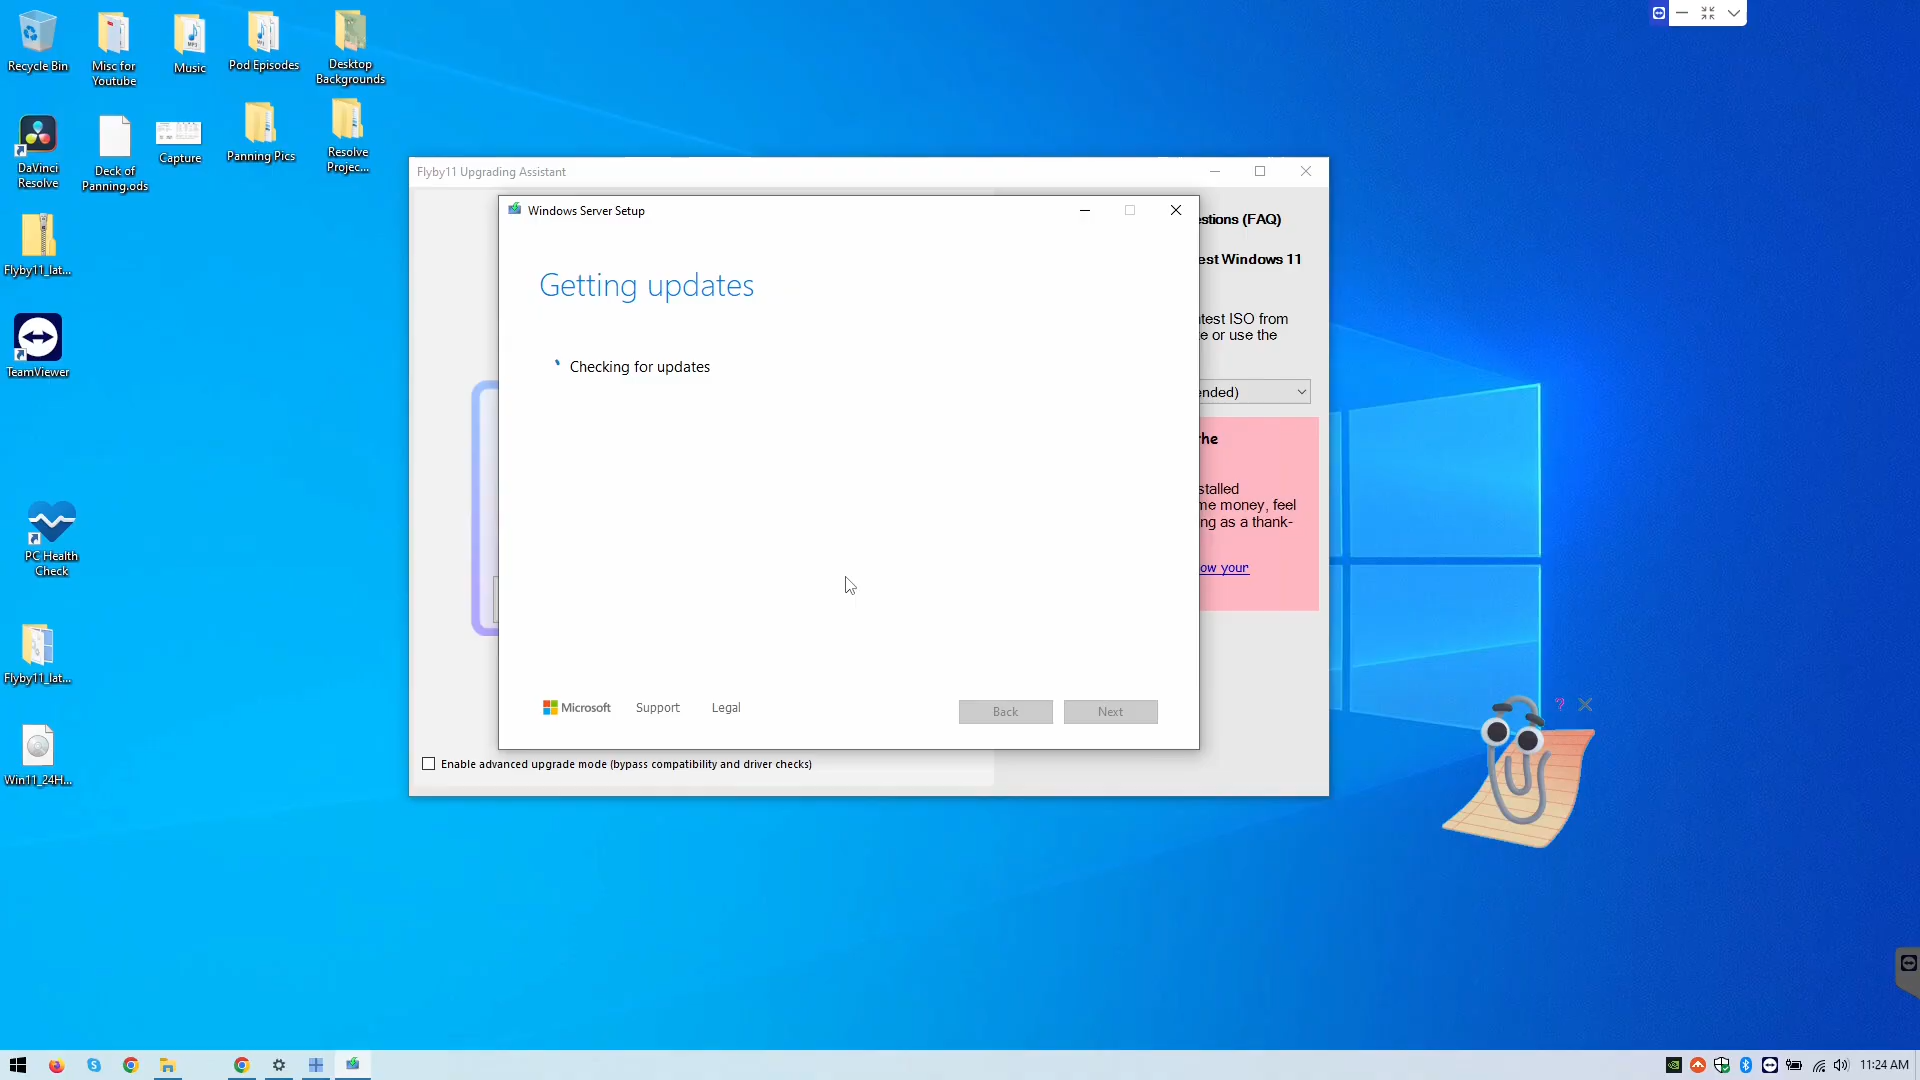 Recycle Bin
Misc for
Youtube
Music
Pod Episodes
Desktop
Backgrounds
DaVinci
Resolve
Deck of
Panning.ods
Capture
Panning Pics
Resolve
Projec...
Flyby11_lat...
TeamViewer
PC Health
Check
Flyby11_lat...
Win11_24H...
Flyby11 Upgrading Assistant
stions (FAQ)
est Windows 11
test ISO from
e or use the
ended)
he
stalled
me money, feel
ng as a thank-
ow your
Windows Server Setup
Getting updates
Checking for updates
Microsoft
Support
Legal
Back
Next
Enable advanced upgrade mode (bypass compatibility and driver checks)
?
11:24 AM